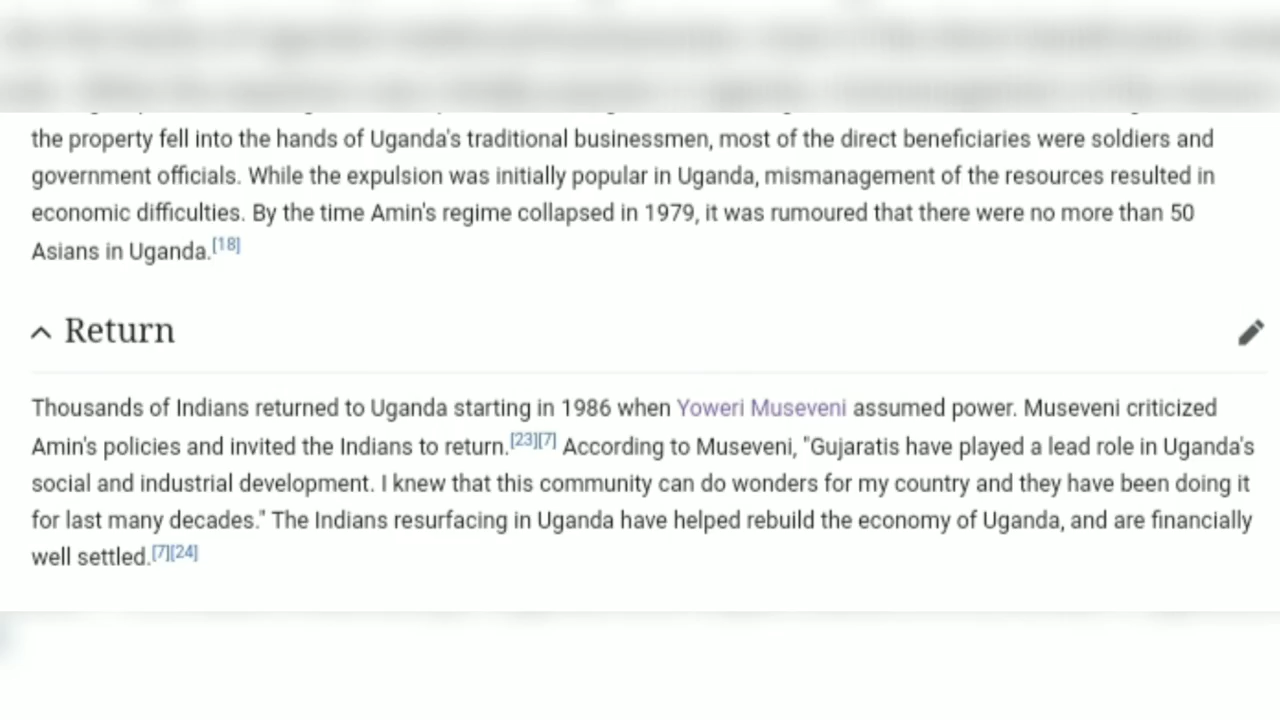 the property fell into the hands of Uganda's traditional businessmen, most of the direct beneficiaries were soldiers and
government officials. While the expulsion was initially popular in Uganda, mismanagement of the resources resulted in
economic difficulties. By the time Amin's regime collapsed in 1979, it was rumoured that there were no more than 50
Asians in Uganda.[18]
Return
Thousands of Indians returned to Uganda starting in 1986 when Yoweri Museveni assumed power. Museveni criticized
Amin's policies and invited the Indians to return.[23][7] According to Museveni, "Gujaratis have played a lead role in Uganda's
social and industrial development. I knew that this community can do wonders for my country and they have been doing it
for last many decades." The Indians resurfacing in Uganda have helped rebuild the economy of Uganda, and are financially
well settled.[7][24]